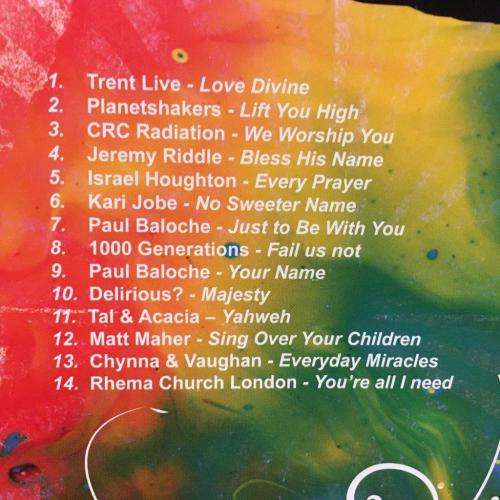 1. Trent Live - Love Divine
2. Planetshakers - Lift You High
3. CRC Radiation - We Worship You
4. Jeremy Riddle - Bless His Name
5. Israel Houghton - Every Prayer
6. Kari Jobe - No Sweeter Name
7. Paul Baloche - Just to Be With You
8. 1000 Generations - Fail us not
9. Paul Baloche - Your Name
10. Delirious? - Majesty
11. Tal & Acacia – Yahweh
12. Matt Maher - Sing Over Your Children
13. Chynna & Vaughan - Everyday Miracles
14. Rhema Church London - You're all I need